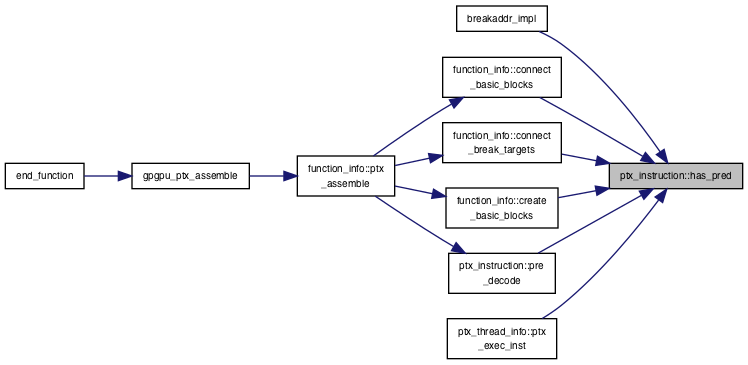 breakaddr_impl
function_info::connect
_basic_blocks
function_info::connect
_break_targets
ptx_instruction::has_pred
end_function
gpgpu_ptx_assemble
function_info::ptx
_assemble
function_info::create
_basic_blocks
ptx_instruction::pre
_decode
ptx_thread_info::ptx
_exec_inst